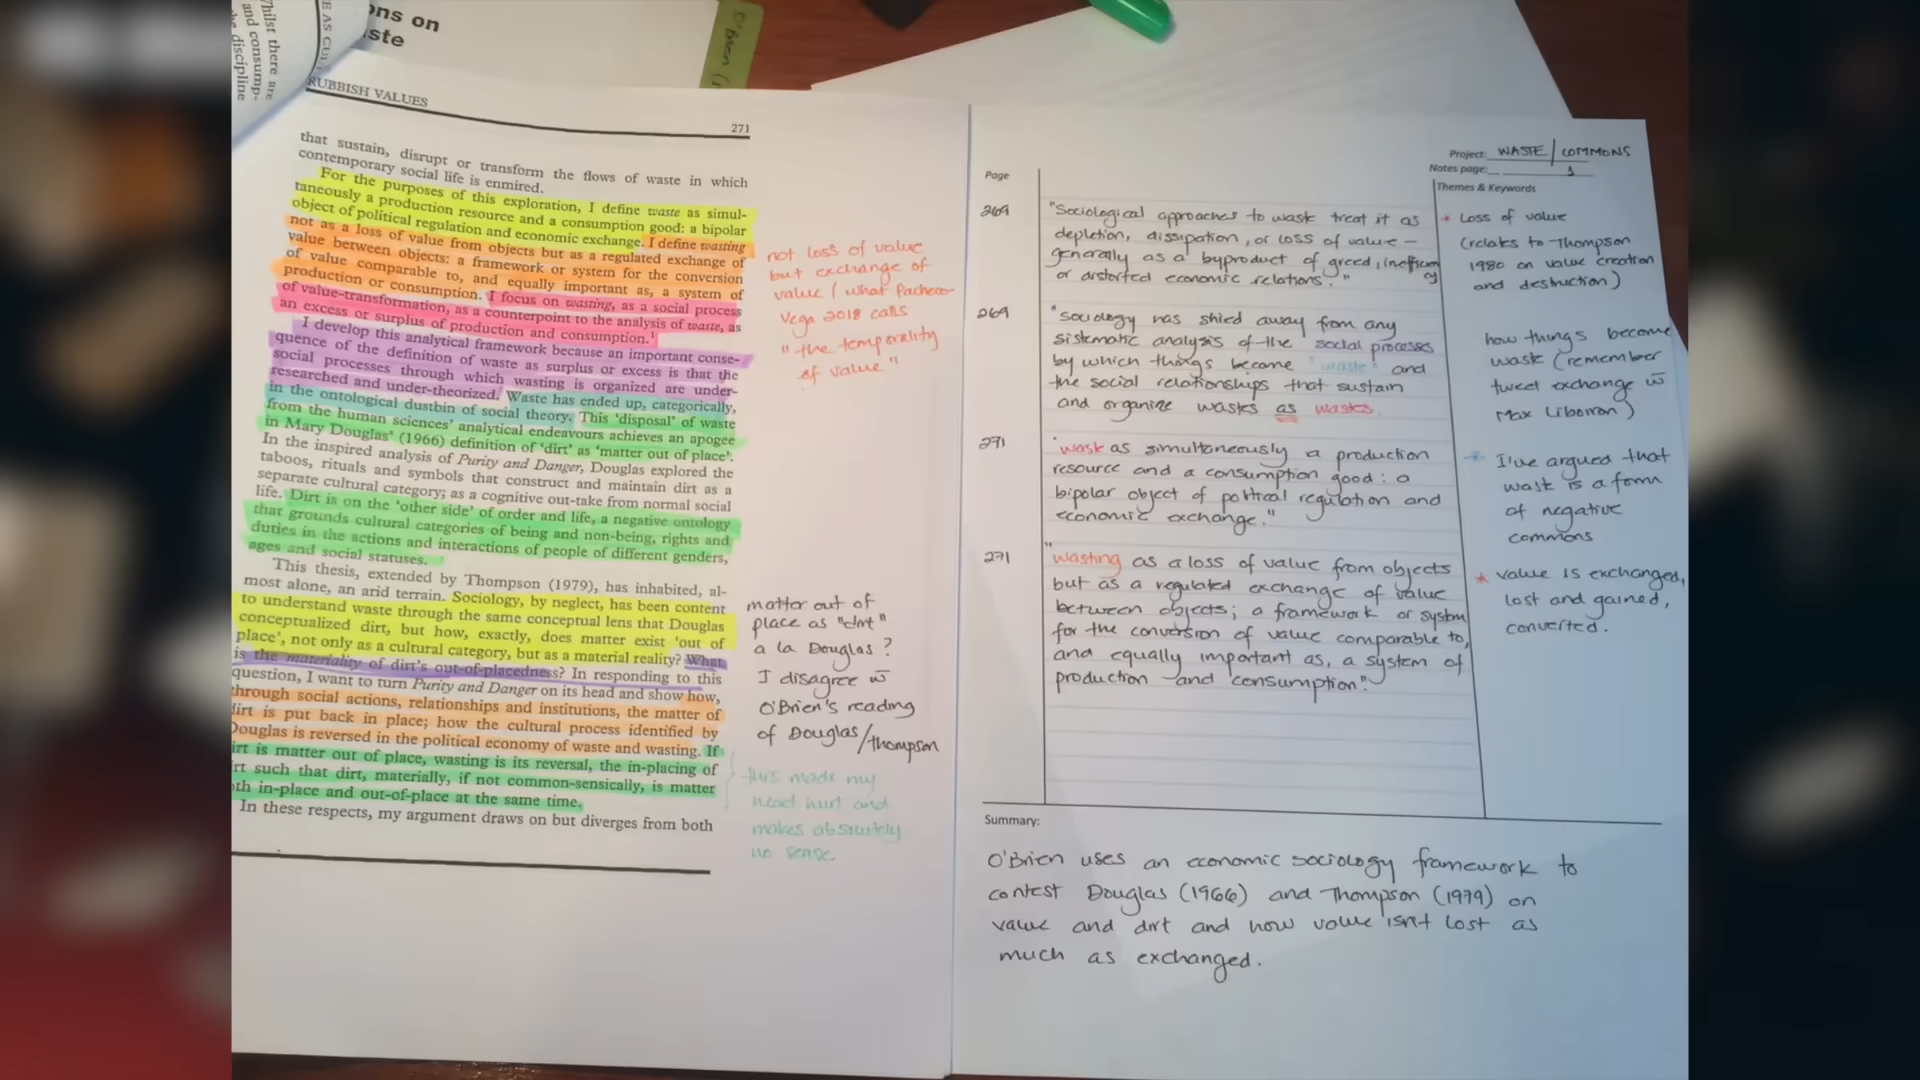 ons on
ste
Whilst there are
and consump-
discipline
O'Brien
RUBBISH VALUES
271
that sustain, disrupt or transform the flows of waste in which
contemporary social life is enmired.
For the purposes of this exploration, I define waste as simul-
taneously a production resource and a consumption good: a bipolar
object of political regulation and economic exchange. I define wasting
not as a loss of value from objects but as a regulated exchange of
value between objects: a framework or system for the conversion
of value comparable to, and equally important as, a system of
production or consumption. I focus on wasting, as a social process
of value-transformation, as a counterpoint to the analysis of waste, as
an excess or surplus of production and consumption.¹
I develop this analytical framework because an important conse-
quence of the definition of waste as surplus or excess is that the
social processes through which wasting is organized are under-
researched and under-theorized. Waste has ended up, categorically,
in the ontological dustbin of social theory. This 'disposal' of waste
from the human sciences' analytical endeavours achieves an apogee
in Mary Douglas' (1966) definition of 'dirt' as 'matter out of place'.
In the inspired analysis of Purity and Danger, Douglas explored the
taboos, rituals and symbols that construct and maintain dirt as a
separate cultural category; as a cognitive out-take from normal social
life. Dirt is on the 'other side' of order and life, a negative ontology
that grounds cultural categories of being and non-being, rights and
duties in the actions and interactions of people of different genders,
ages and social statuses.
This thesis, extended by Thompson (1979), has inhabited, al-
most alone, an arid terrain. Sociology, by neglect, has been content
to understand waste through the same conceptual lens that Douglas
conceptualized dirt, but how, exactly, does matter exist 'out of
place', not only as a cultural category, but as a material reality? What
is the materiality of dirt's out-of-placedness? In responding to this
question, I want to turn Purity and Danger on its head and show how,
through social actions, relationships and institutions, the matter of
dirt is put back in place; how the cultural process identified by
Douglas is reversed in the political economy of waste and wasting. If
irt is matter out of place, wasting is its reversal, the in-placing of
rt such that dirt, materially, if not common-sensically, is matter
oth in-place and out-of-place at the same time.
In these respects, my argument draws on but diverges from both
not loss of value
but exchange of
value / what Pacheco-
Vega 2018 calls
"the temporality
of value"
matter out of
place as "dirt"
a la Douglas?
I disagree w̄
O'Brien's reading
of Douglas/Thompson
this made my
head hurt and
makes absolutely
no sense
Project: WASTE / COMMONS
Notes page: 1
Page
Themes & Keywords
269
"Sociological approaches to waste treat it as
depletion, dissipation, or loss of value –
generally as a byproduct of greed, inefficiency
or distorted economic relations."
269
"Sociology has shied away from any
sistematic analysis of the social processes
by which things become "waste" and
the social relationships that sustain
and organize wastes as wastes.
271
"waste as simultaneously a production
resource and a consumption good: a
bipolar object of political regulation and
economic exchange."
271
"wasting as a loss of value from objects
but as a regulated exchange of value
between objects; a framework or system
for the conversion of value comparable to,
and equally important as, a system of
production and consumption."
* Loss of value
(relates to Thompson
1980 on value creation
and destruction)
how things become
waste (remember
tweet exchange w̄
Max Liboiron)
* I've argued that
waste is a form
of negative
commons
* value is exchanged,
lost and gained,
converted.
Summary:
O'Brien uses an economic sociology framework to
contest Douglas (1966) and Thompson (1979) on
value and dirt and how value isn't lost as
much as exchanged.